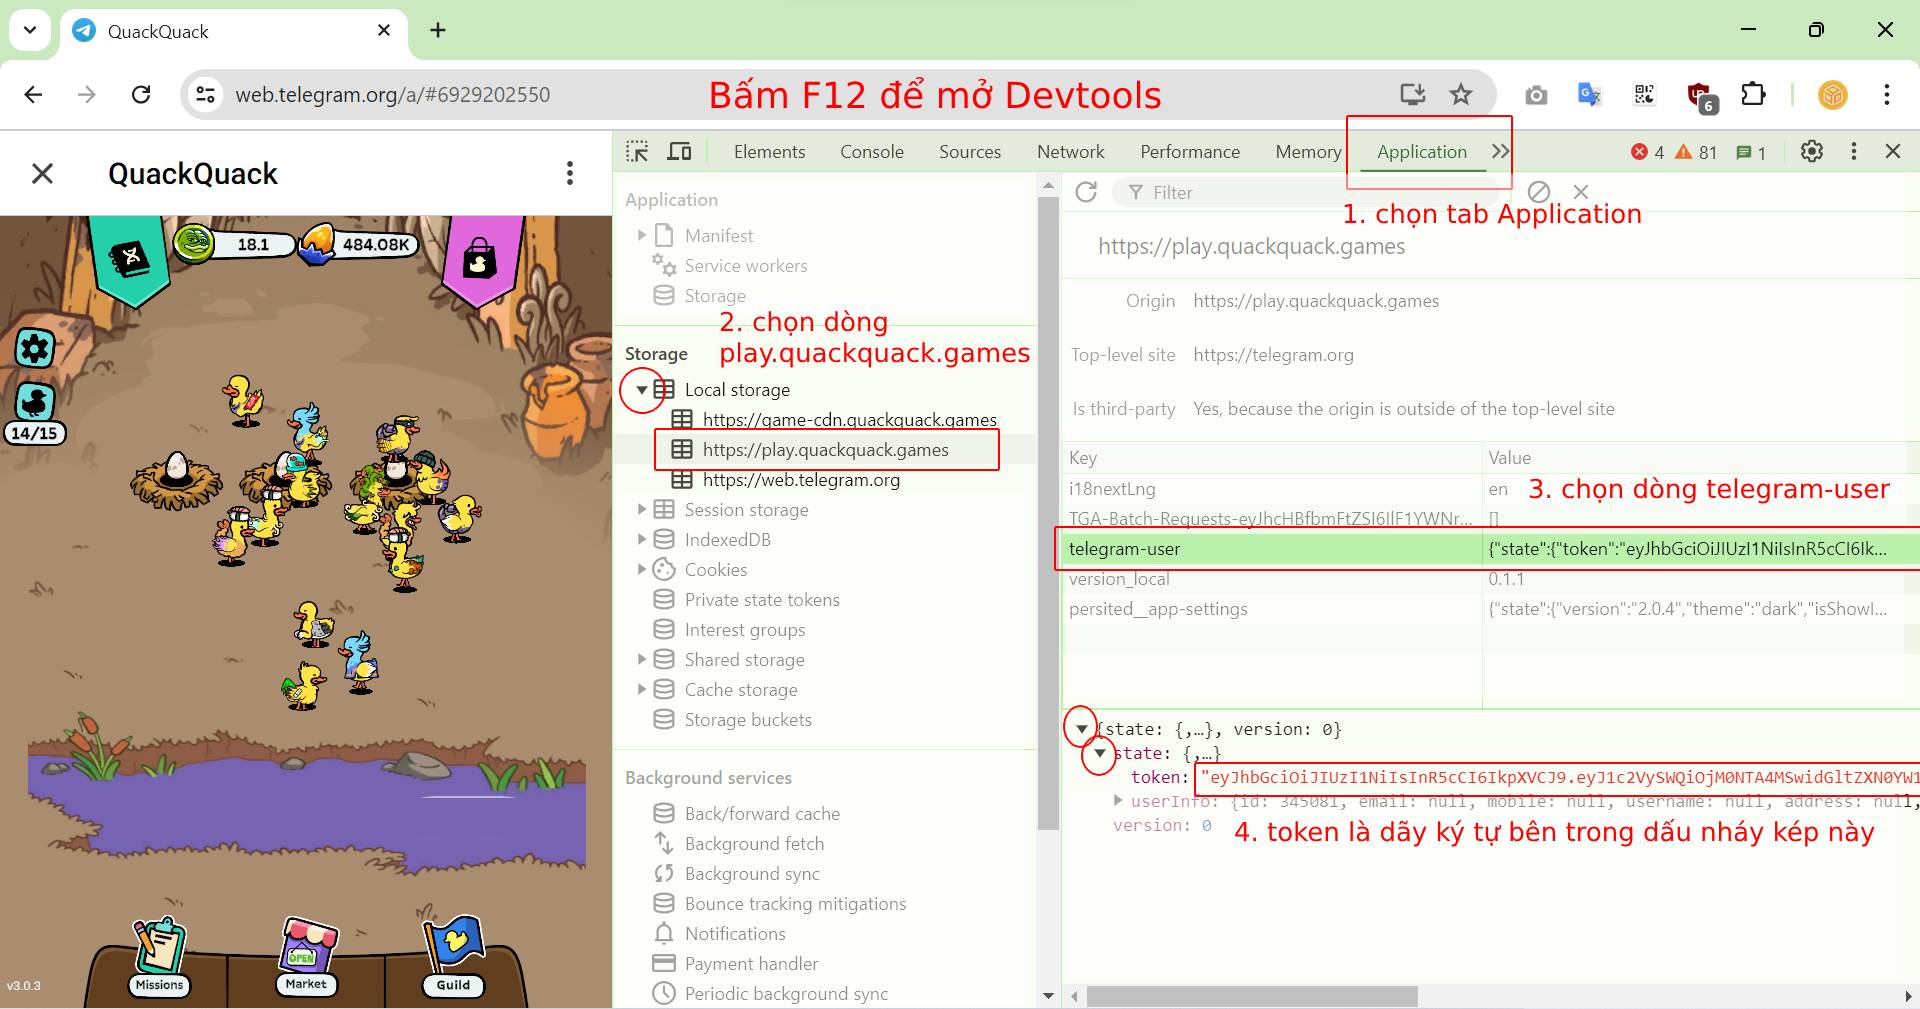 QuackQuack
web.telegram.org/a/#6929202550
Bấm F12 để mở Devtools
6
QuackQuack
18.1
484.08K
14/15
OPEN
Missions
Market
Guild
v3.0.3
Elements
Console
Sources
Network
Performance
Memory
Application
4
81
1
Application
Manifest
Service workers
Storage
2. chọn dòng
play.quackquack.games
Storage
Local storage
https://game-cdn.quackquack.games
https://play.quackquack.games
https://web.telegram.org
Session storage
IndexedDB
Cookies
Private state tokens
Interest groups
Shared storage
Cache storage
Storage buckets
Background services
Back/forward cache
Background fetch
Background sync
Bounce tracking mitigations
Notifications
Payment handler
Periodic background sync
Filter
1. chọn tab Application
https://play.quackquack.games
Origin https://play.quackquack.games
Top-level site https://telegram.org
Is third-party Yes, because the origin is outside of the top-level site
Key Value
i18nextLng en
3. chọn dòng telegram-user
TGA-Batch-Requests-eyJhcHBfbmFtZSI6IlF1YWNr... []
telegram-user {"state":{"token":"eyJhbGciOiJIUzI1NiIsInR5cCI6Ik...
version_local 0.1.1
persited__app-settings {"state":{"version":"2.0.4","theme":"dark","isShowI...
{state: {,…}, version: 0}
state: {,…}
token: "eyJhbGciOiJIUzI1NiIsInR5cCI6IkpXVCJ9.eyJ1c2VySWQiOjM0NTA4MSwidGltZXN0YW1
userInfo: {id: 345081, email: null, mobile: null, username: null, address: null,
version: 0
4. token là dãy ký tự bên trong dấu nháy kép này